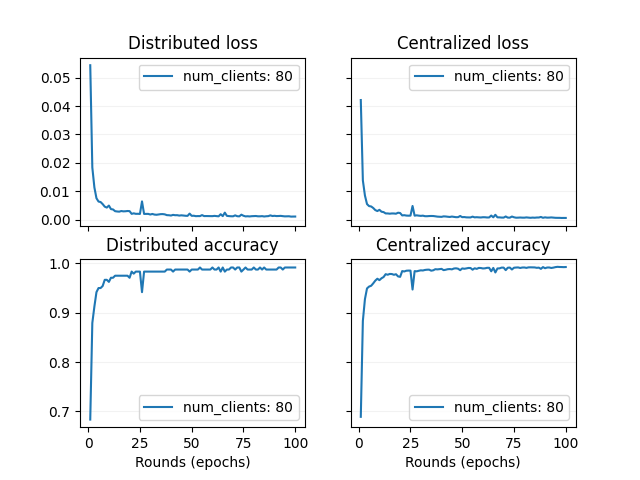 Distributed loss
Centralized loss
num_clients: 80
num_clients: 80
0.05
0.04
0.03
0.02
0.01
0.00
Distributed accuracy
Centralized accuracy
1.0
0.9
0.8
0.7
num_clients: 80
num_clients: 80
0 25 50 75 100
0 25 50 75 100
Rounds (epochs)
Rounds (epochs)